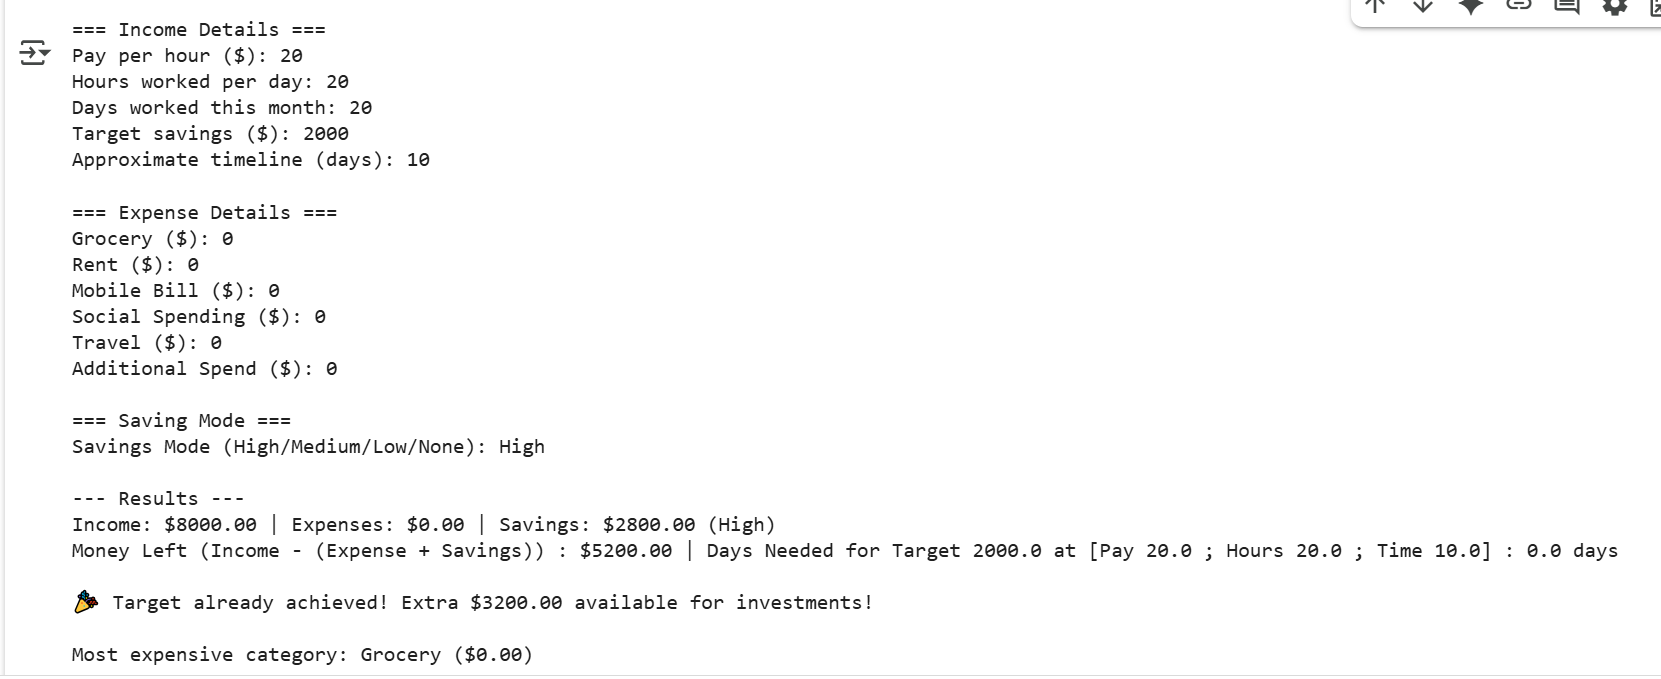 === Income Details ===
Pay per hour ($): 20
Hours worked per day: 20
Days worked this month: 20
Target savings ($): 2000
Approximate timeline (days): 10
=== Expense Details ===
Grocery ($): 0
Rent ($): 0
Mobile Bill ($): 0
Social Spending ($): 0
Travel ($): 0
Additional Spend ($): 0
=== Saving Mode ===
Savings Mode (High/Medium/Low/None): High
--- Results ---
Income: $8000.00 | Expenses: $0.00 | Savings: $2800.00 (High)
Money Left (Income - (Expense + Savings)) : $5200.00 | Days Needed for Target 2000.0 at [Pay 20.0 ; Hours 20.0 ; Time 10.0] : 0.0 days
🎉 Target already achieved! Extra $3200.00 available for investments!
Most expensive category: Grocery ($0.00)